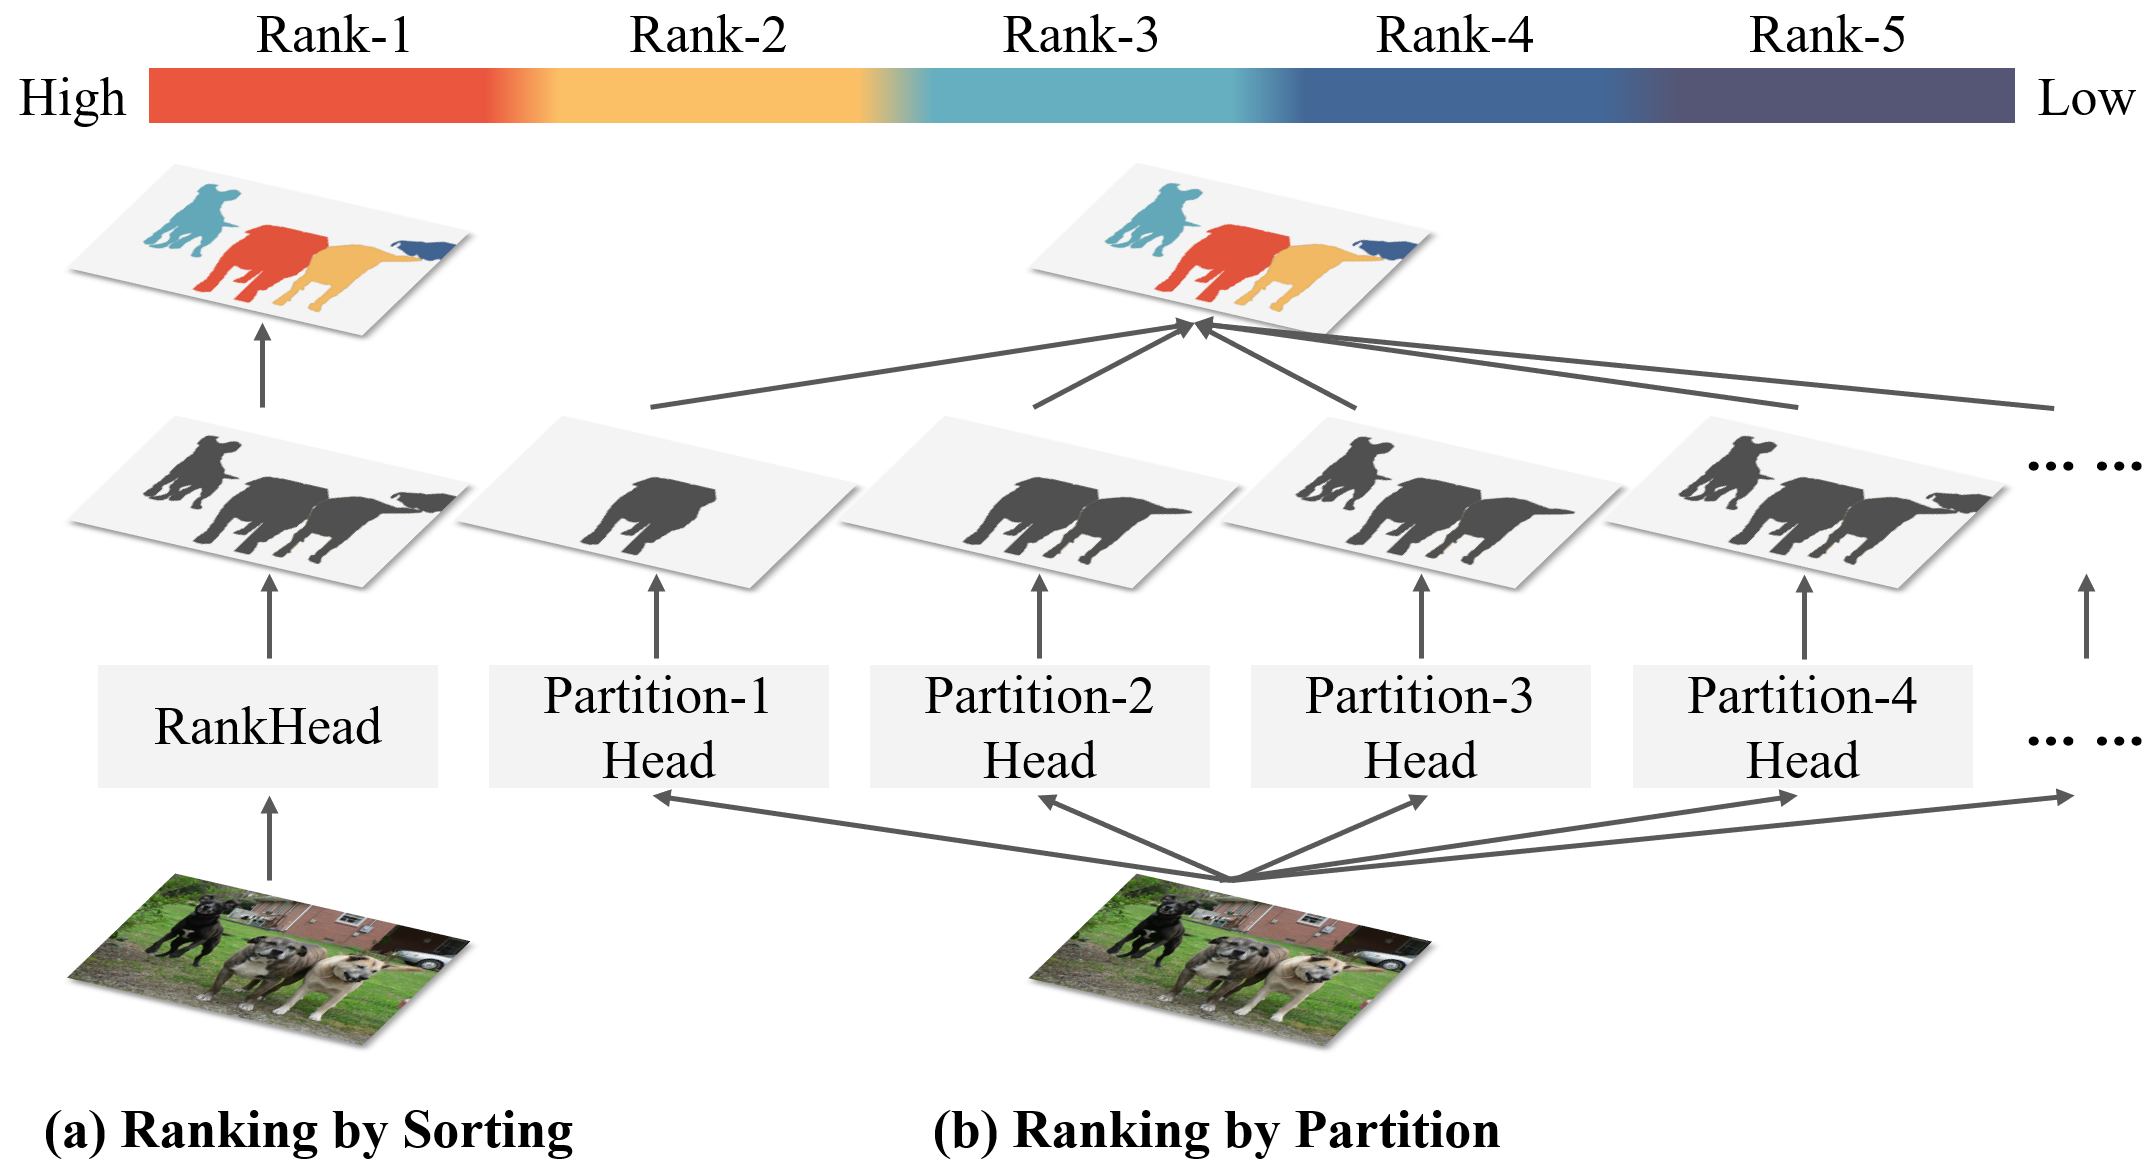 Rank-1 Rank-2 Rank-3 Rank-4 Rank-5
High Low
... ...
RankHead
Partition-1 Head
Partition-2 Head
Partition-3 Head
Partition-4 Head
... ...
(a) Ranking by Sorting
(b) Ranking by Partition